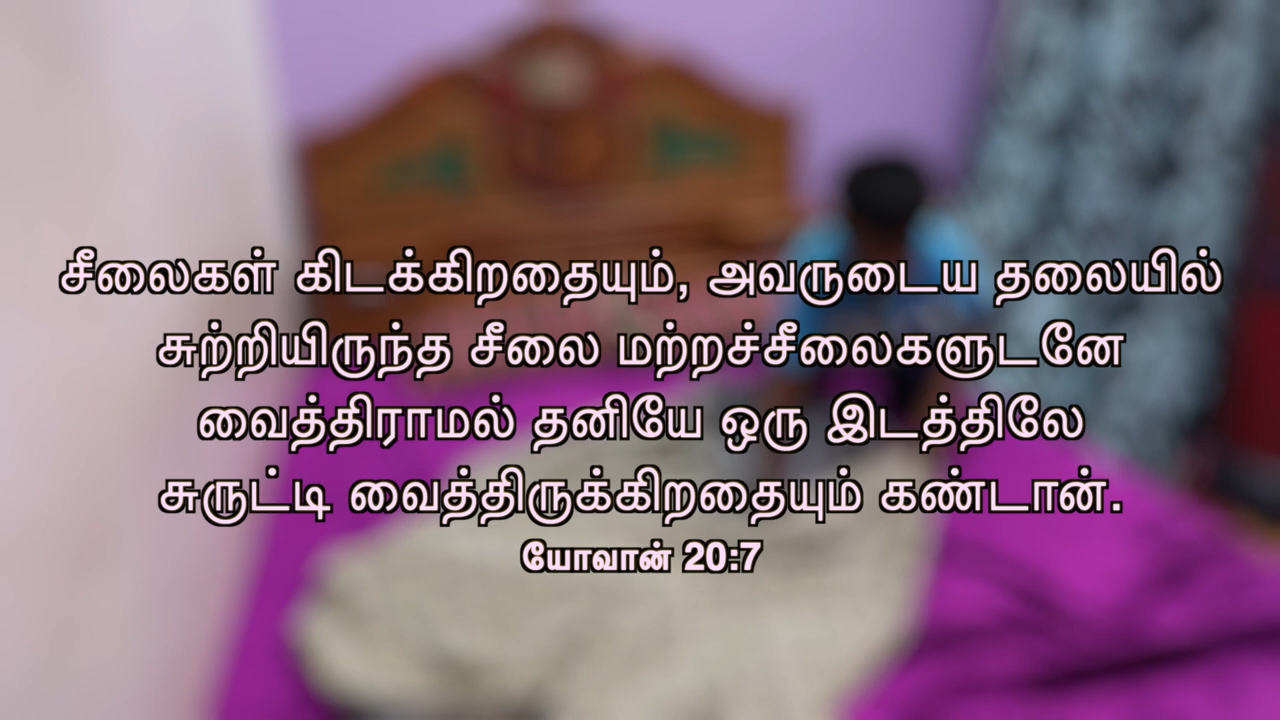 சீலைகள் கிடக்கிறதையும், அவருடைய தலையில்
சுற்றியிருந்த சீலை மற்றச்சீலைகளுடனே
வைத்திராமல் தனியே ஒரு இடத்திலே
சுருட்டி வைத்திருக்கிறதையும் கண்டான்.
யோவான் 20:7